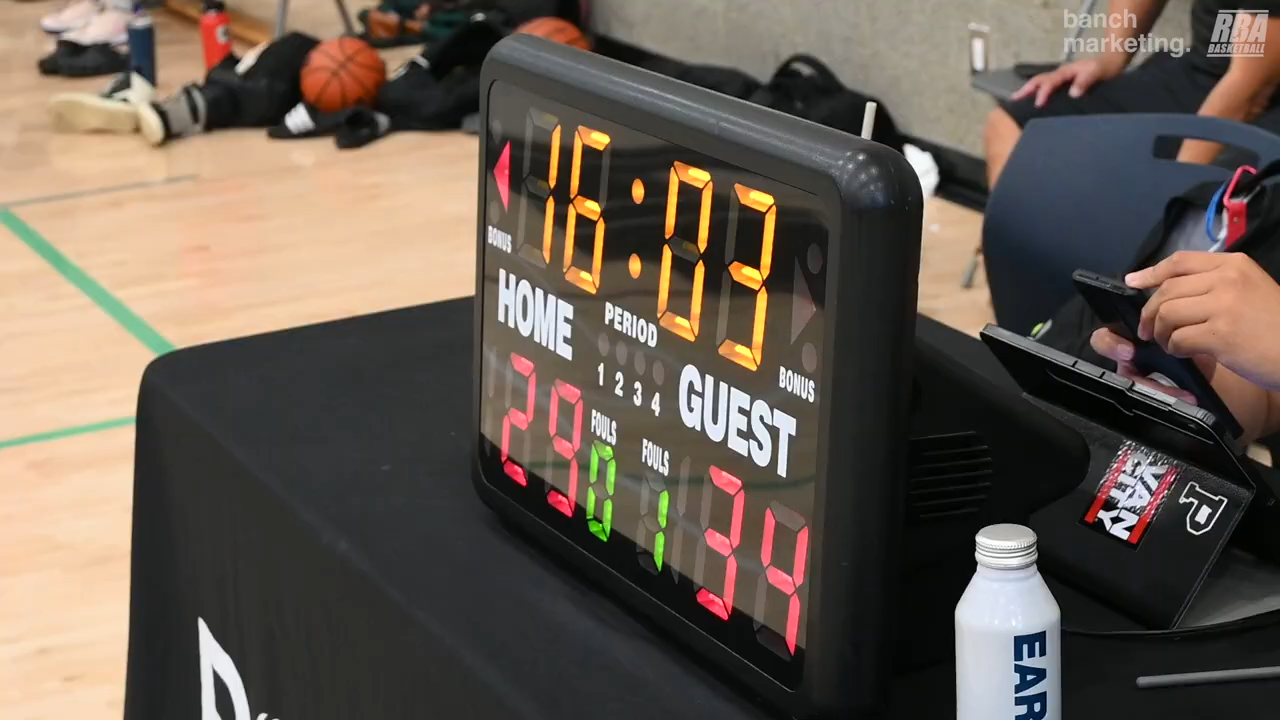 banch
marketing.
RBA
BASKETBALL
16:03
BONUS
HOME
PERIOD
1 2 3 4
BONUS
GUEST
29
FOULS
0
FOULS
1
34
VAN
CITY
P
EAR